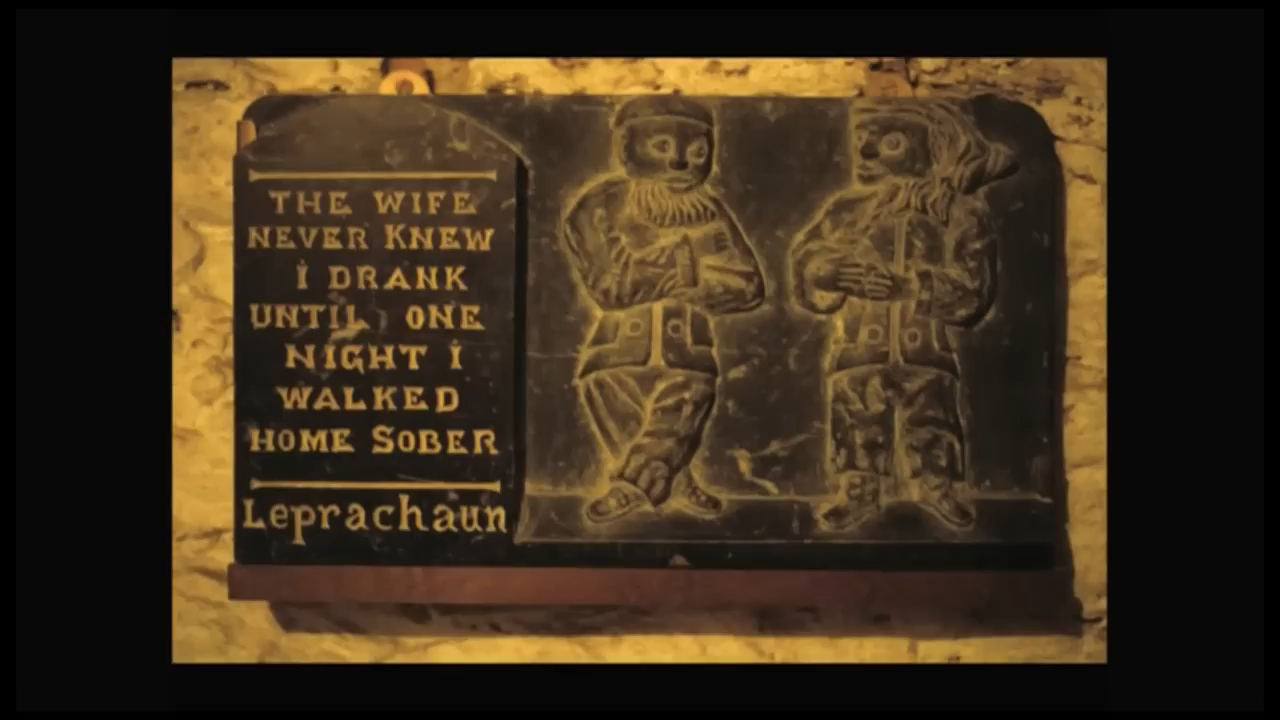 THE WIFE
NEVER KNEW
I DRANK
UNTIL ONE
NIGHT I
WALKED
HOME SOBER
Leprachaun